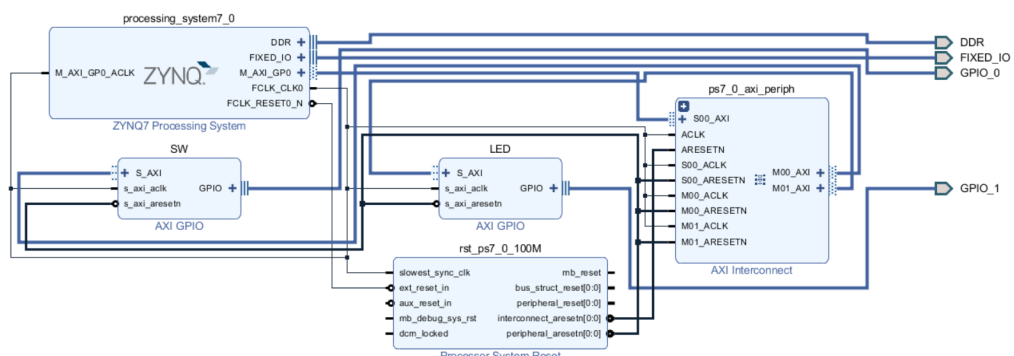 processing_system7_0
DDR
FIXED_IO
M_AXI_GP0_ACLK
ZYNQ
M_AXI_GP0
FCLK_CLK0
FCLK_RESET0_N
ZYNQ7 Processing System
DDR
FIXED_IO
GPIO_0
ps7_0_axi_periph
S00_AXI
ACLK
ARESETN
S00_ACLK
S00_ARESETN
M00_ACLK
M00_ARESETN
M01_ACLK
M01_ARESETN
M00_AXI
M01_AXI
AXI Interconnect
SW
S_AXI
s_axi_aclk
s_axi_aresetn
GPIO
AXI GPIO
LED
S_AXI
s_axi_aclk
s_axi_aresetn
GPIO
AXI GPIO
GPIO_1
rst_ps7_0_100M
slowest_sync_clk
ext_reset_in
aux_reset_in
mb_debug_sys_rst
dcm_locked
mb_reset
bus_struct_reset[0:0]
peripheral_reset[0:0]
interconnect_aresetn[0:0]
peripheral_aresetn[0:0]
Processor System Reset